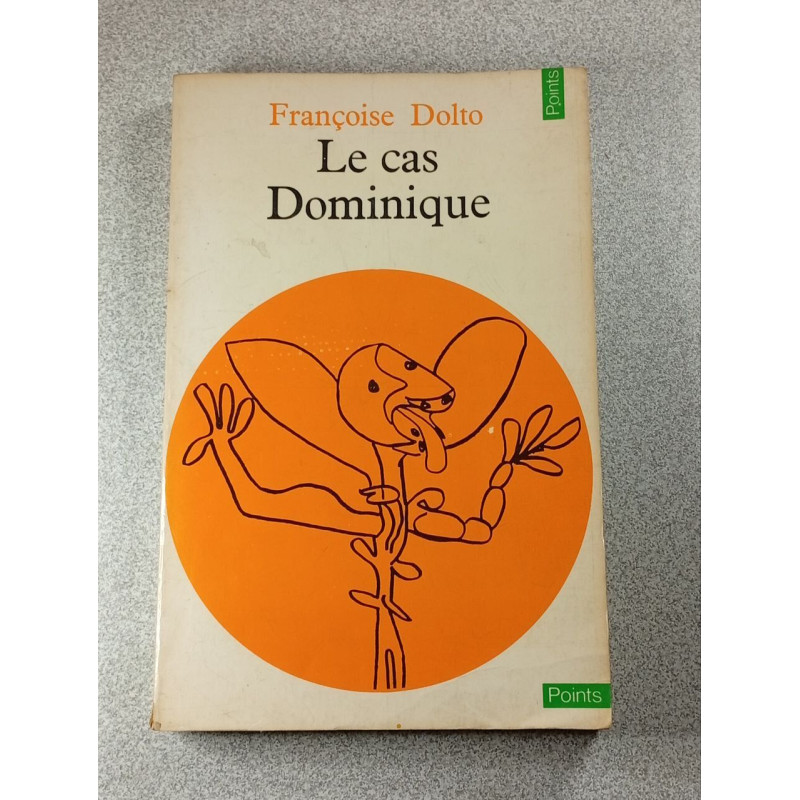 Points
Françoise Dolto
Le cas
Dominique
Points